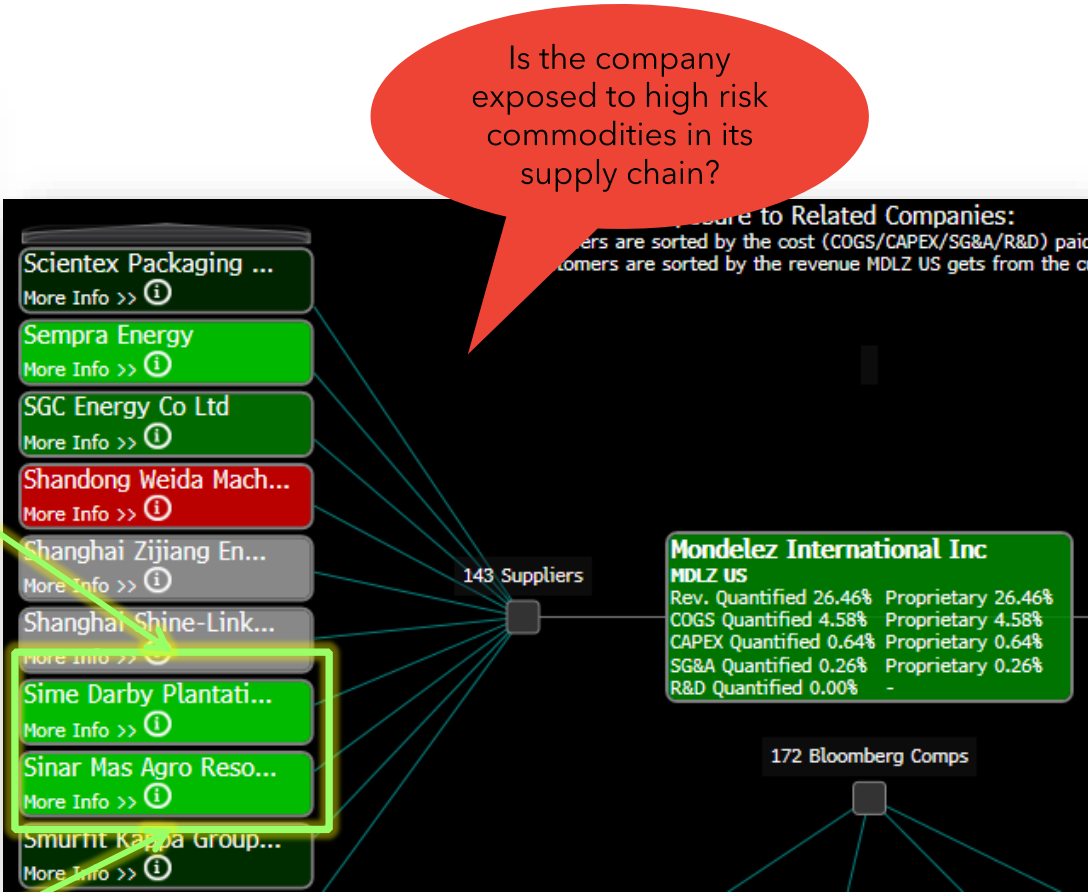 Is the company
exposed to high risk
commodities in its
supply chain?
to Related Companies:
are sorted by the cost (COGS/CAPEX/SG&A/R&D) paid
are sorted by the revenue MDLZ US gets from the
Scientex Packaging ...
More Info >> i
Sempra Energy
More Info >> i
SGC Energy Co Ltd
More Info >> i
Shandong Weida Mach...
More Info >> i
Shanghai Zijiang En...
More Info >> i
Shanghai Shine-Link...
More Info >> i
Sime Darby Plantati...
More Info >> i
Sinar Mas Agro Reso...
More Info >> i
Smurfit Kappa Group...
More Info >> i
143 Suppliers
Mondelez International Inc
MDLZ US
Rev. Quantified 26.46% Proprietary 26.46%
COGS Quantified 4.58% Proprietary 4.58%
CAPEX Quantified 0.64% Proprietary 0.64%
SG&A Quantified 0.26% Proprietary 0.26%
R&D Quantified 0.00% -
172 Bloomberg Comps